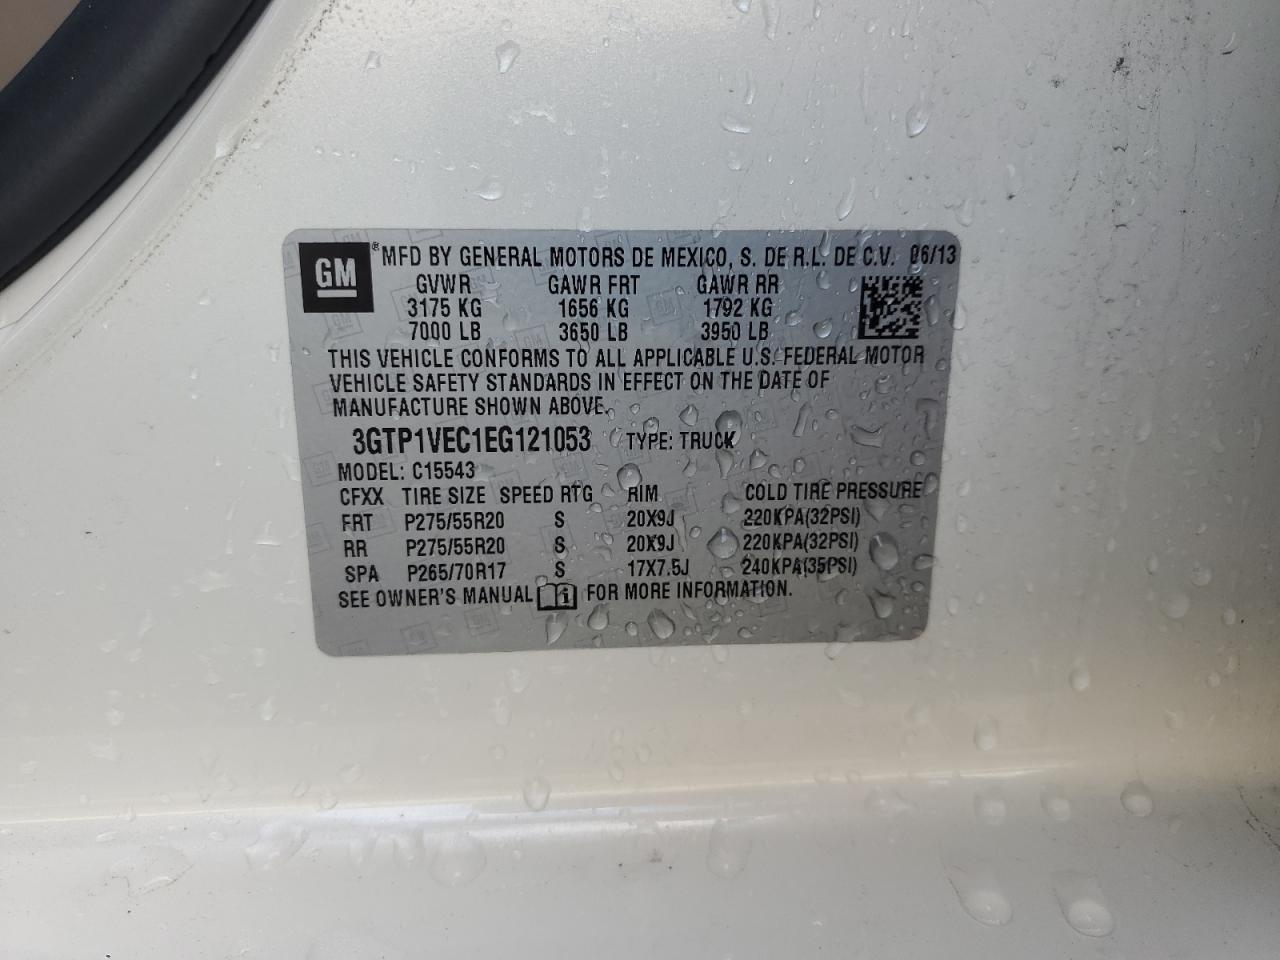 GM® MFD BY GENERAL MOTORS DE MEXICO, S. DE R.L. DE C.V. 06/13
GVWR GAWR FRT GAWR RR
3175 KG 1656 KG 1792 KG
7000 LB 3650 LB 3950 LB
THIS VEHICLE CONFORMS TO ALL APPLICABLE U.S. FEDERAL MOTOR
VEHICLE SAFETY STANDARDS IN EFFECT ON THE DATE OF
MANUFACTURE SHOWN ABOVE.
3GTP1VEC1EG121053 TYPE: TRUCK
MODEL: C15543
CFXX TIRE SIZE SPEED RTG RIM COLD TIRE PRESSURE
FRT P275/55R20 S 20X9J 220KPA(32PSI)
RR P275/55R20 S 20X9J 220KPA(32PSI)
SPA P265/70R17 S 17X7.5J 240KPA(35PSI)
SEE OWNER'S MANUAL i FOR MORE INFORMATION.